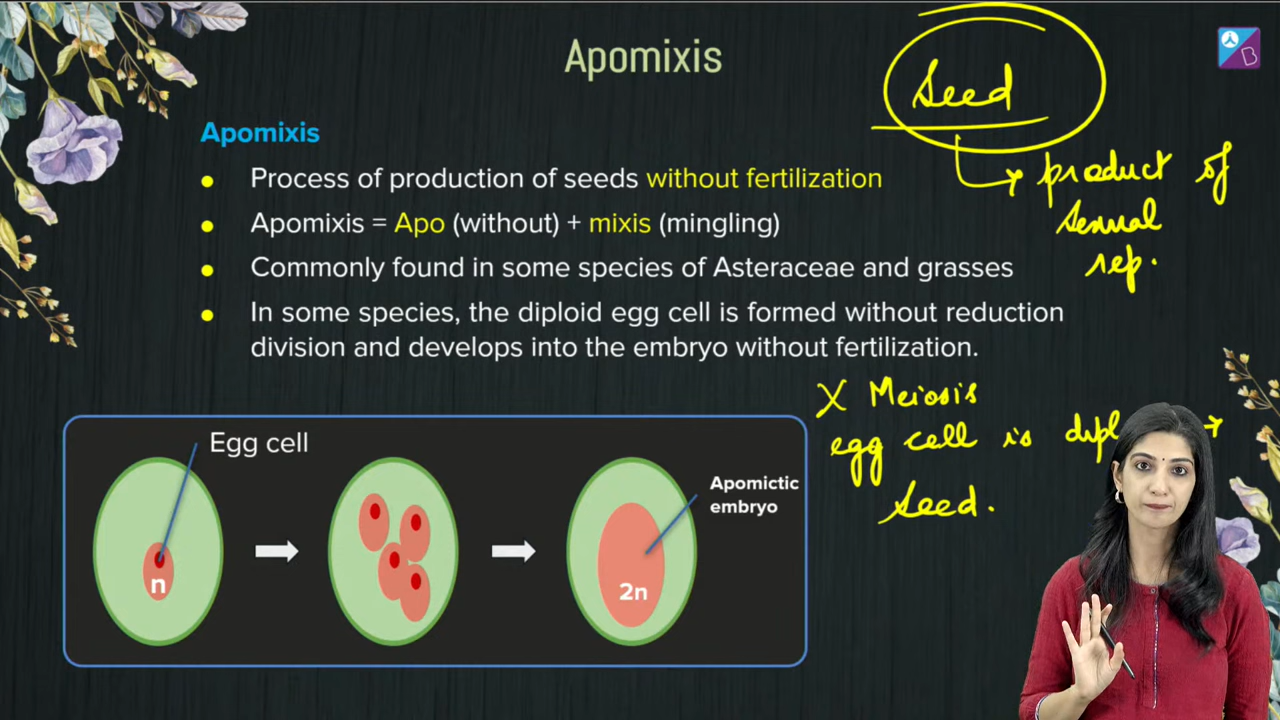 Apomixis
Seed
product of
sexual
rep.
Apomixis
Process of production of seeds without fertilization
Apomixis = Apo (without) + mixis (mingling)
Commonly found in some species of Asteraceae and grasses
In some species, the diploid egg cell is formed without reduction
division and develops into the embryo without fertilization.
X Meiosis
egg cell is dipl
seed.
Egg cell
n
Apomictic
embryo
2n
B